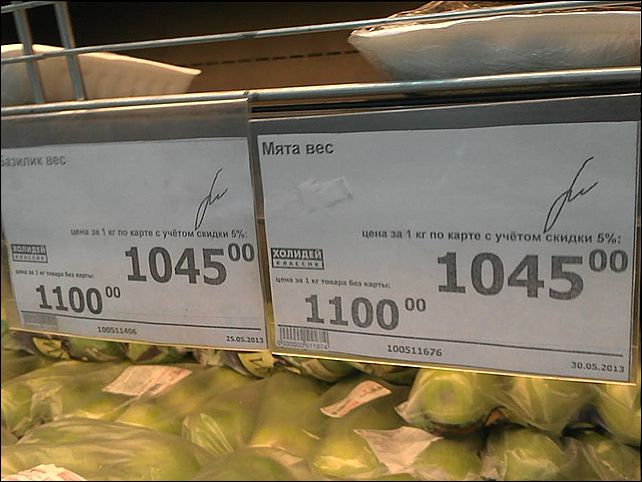 Базилик вес
цена за 1 кг по карте с учётом скидки 5%:
ХОЛИДЕЙ
КЛАССИК
1045 00
цена за 1 кг товара без карты:
1100 00
100511406
25.05.2013
Мята вес
цена за 1 кг по карте с учётом скидки 5%:
ХОЛИДЕЙ
КЛАССИК
1045 00
цена за 1 кг товара без карты:
1100 00
100511676
30.05.2013